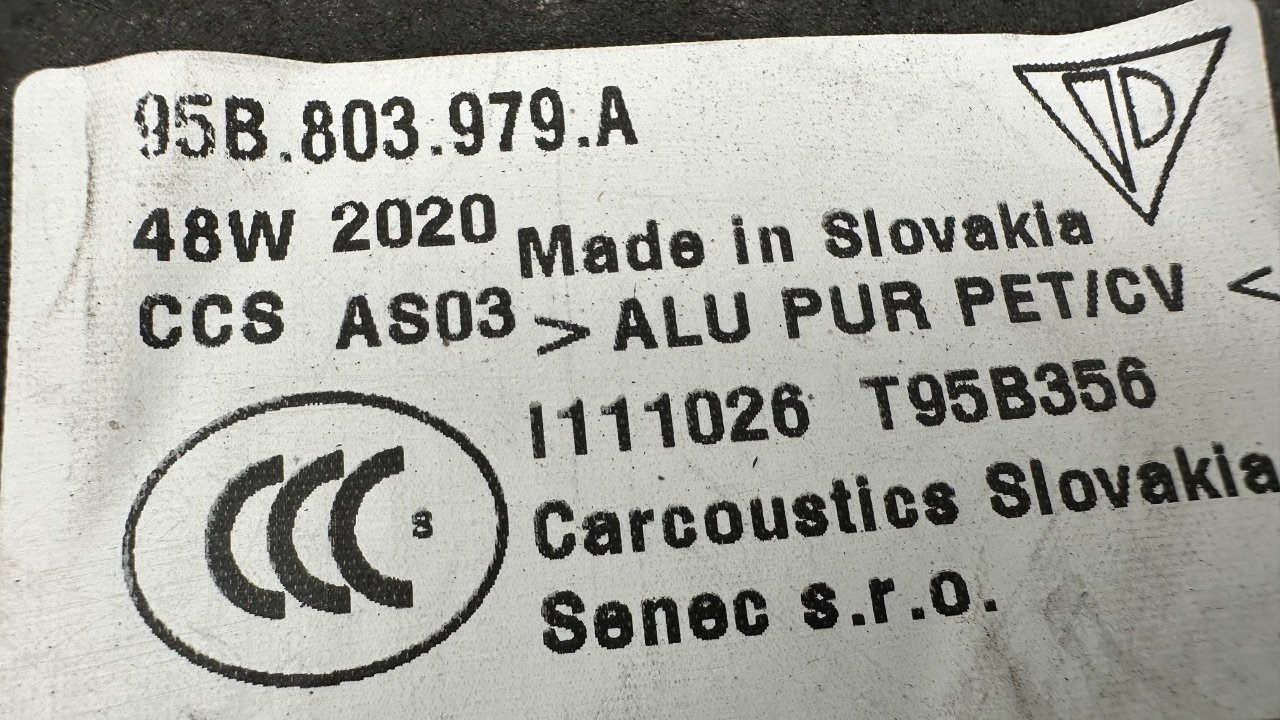 95B.803.979.A
48W 2020 Made in Slovakia
CCS AS03 > ALU PUR PET/CV <
I111026 T95B356
CCC s
Carcoustics Slovakia
Senec s.r.o.